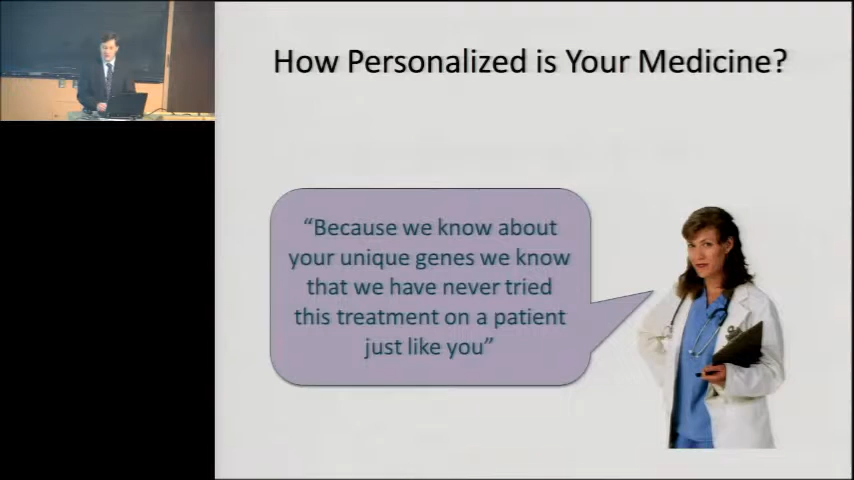 How Personalized is Your Medicine?
“Because we know about
your unique genes we know
that we have never tried
this treatment on a patient
just like you”